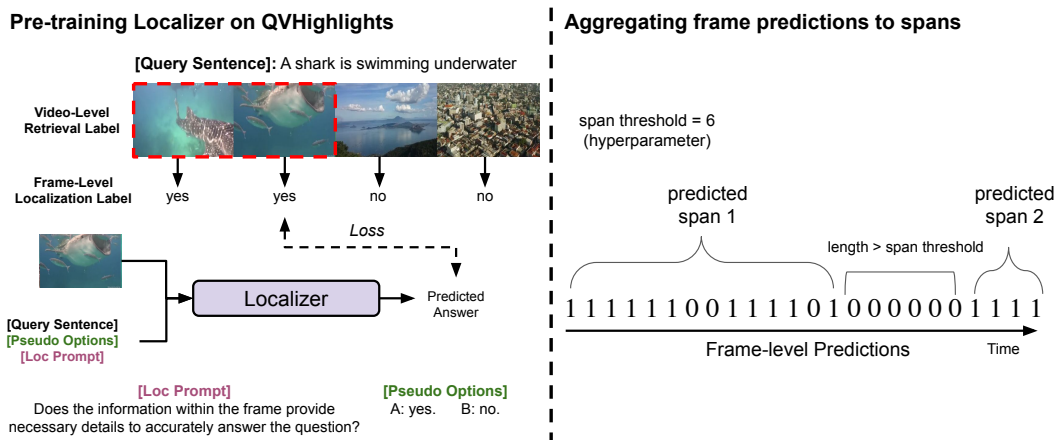 Pre-training Localizer on QVHighlights
[Query Sentence]: A shark is swimming underwater
Video-Level
Retrieval Label
Frame-Level
Localization Label
yes
yes
no
no
Loss
Localizer
Predicted
Answer
[Query Sentence]
[Pseudo Options]
[Loc Prompt]
[Loc Prompt]
Does the information within the frame provide
necessary details to accurately answer the question?
[Pseudo Options]
A: yes. B: no.
Aggregating frame predictions to spans
span threshold = 6
(hyperparameter)
predicted
span 1
length > span threshold
predicted
span 2
1 1 1 1 1 1 0 0 1 1 1 1 0 1 0 0 0 0 0 0 1 1 1 1
Frame-level Predictions
Time